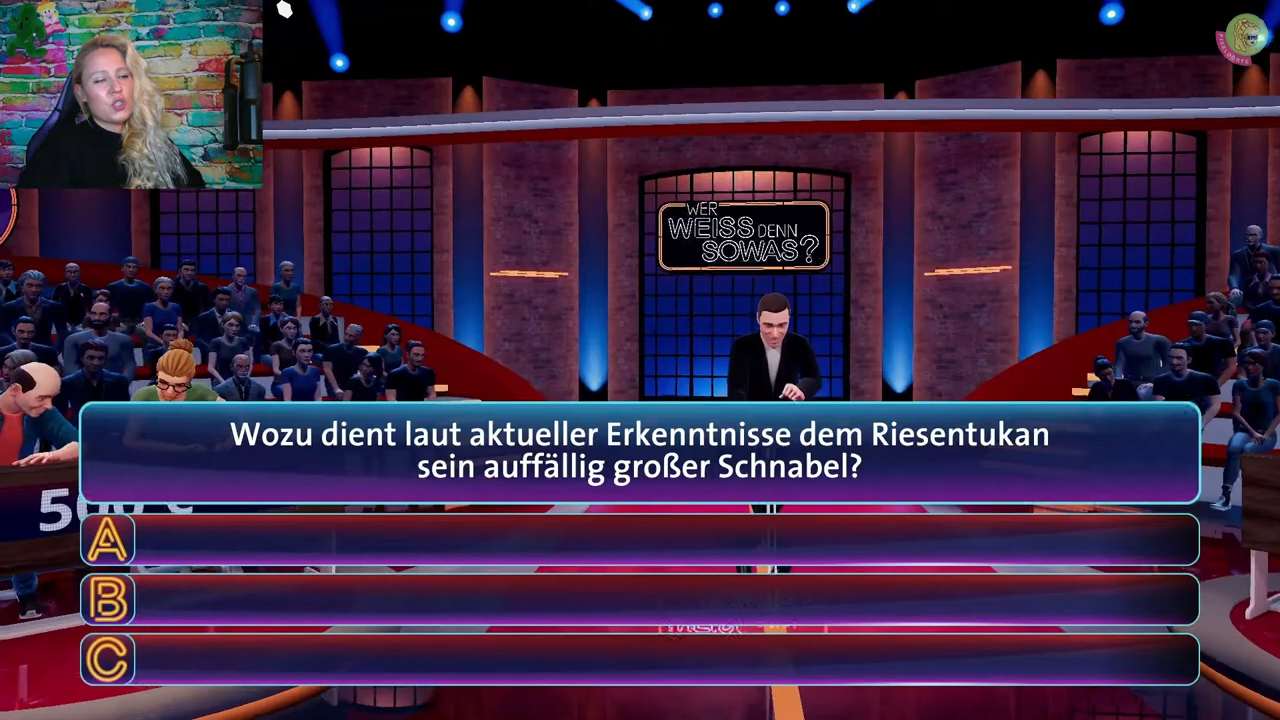 WER
WEISS DENN
SOWAS?
Wozu dient laut aktueller Erkenntnisse dem Riesentukan
sein auffällig großer Schnabel?
A
B
C